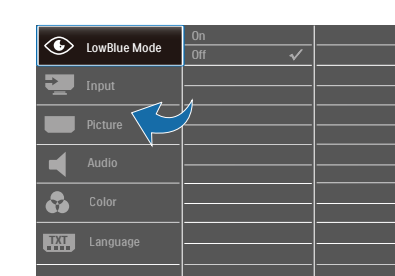 LowBlue Mode
On
Off
Input
Picture
Audio
Color
TXT
Language